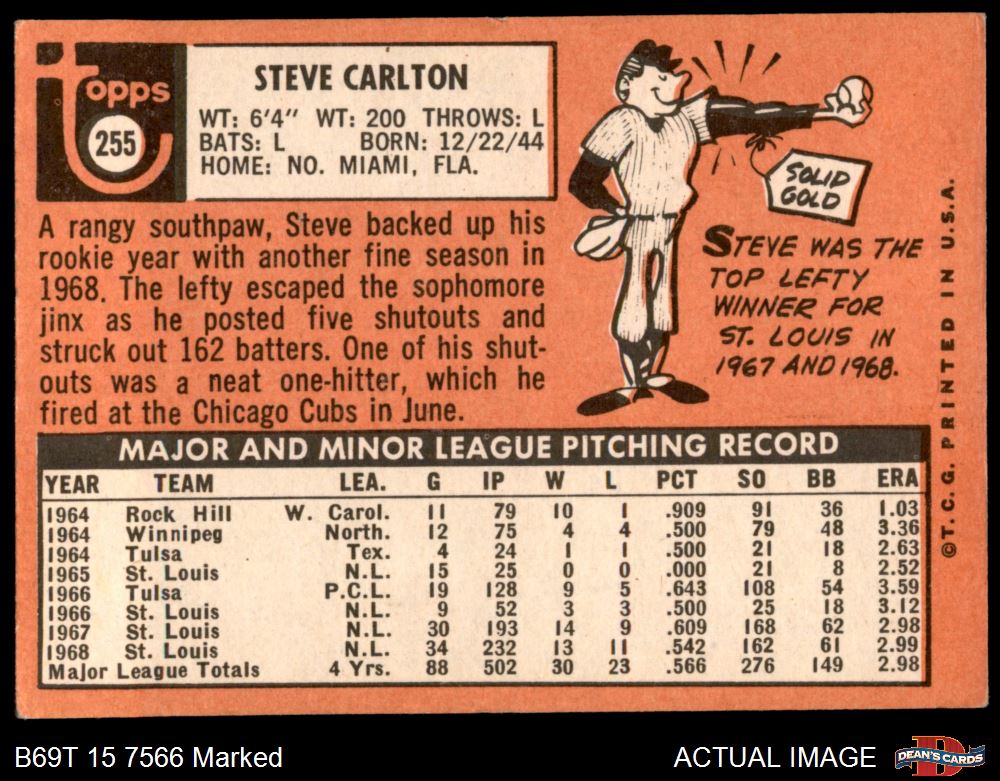 topps
255
STEVE CARLTON
WT: 6'4" WT: 200 THROWS: L
BATS: L BORN: 12/22/44
HOME: NO. MIAMI, FLA.
A rangy southpaw, Steve backed up his
rookie year with another fine season in
1968. The lefty escaped the sophomore
jinx as he posted five shutouts and
struck out 162 batters. One of his shut-
outs was a neat one-hitter, which he
fired at the Chicago Cubs in June.
SOLID
GOLD
STEVE WAS THE
TOP LEFTY
WINNER FOR
ST. LOUIS IN
1967 AND 1968.
©T.C.G. PRINTED IN U.S.A.
MAJOR AND MINOR LEAGUE PITCHING RECORD
YEAR TEAM LEA. G IP W L PCT SO BB ERA
1964 Rock Hill W. Carol. 11 79 10 1 .909 91 36 1.03
1964 Winnipeg North. 12 75 4 4 .500 79 48 3.36
1964 Tulsa Tex. 4 24 1 1 .500 21 18 2.63
1965 St. Louis N.L. 15 25 0 0 .000 21 8 2.52
1966 Tulsa P.C.L. 19 128 9 5 .643 108 54 3.59
1966 St. Louis N.L. 9 52 3 3 .500 25 18 3.12
1967 St. Louis N.L. 30 193 14 9 .609 168 62 2.98
1968 St. Louis N.L. 34 232 13 11 .542 162 61 2.99
Major League Totals 4 Yrs. 88 502 30 23 .566 276 149 2.98
B69T 15 7566 Marked
ACTUAL IMAGE
D
DEAN'S CARDS